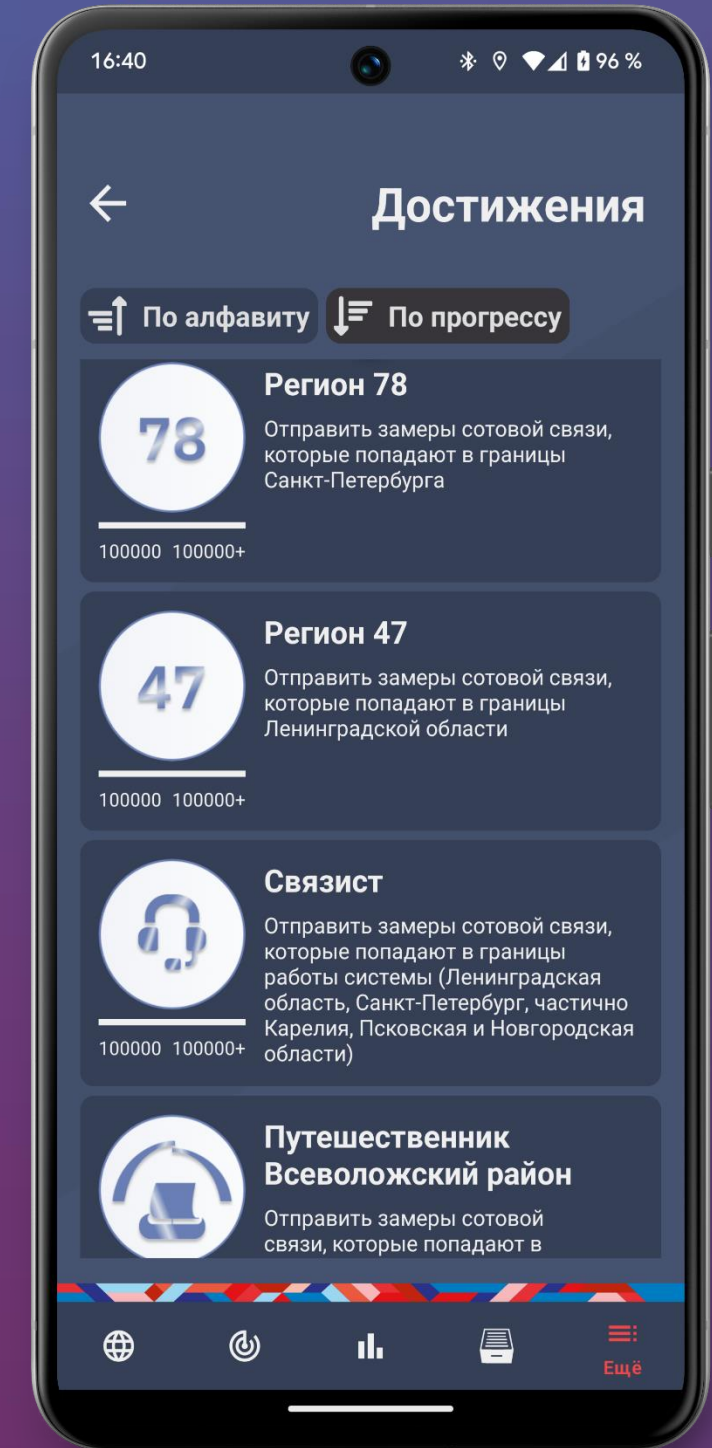 16:40
96 %
Достижения
По алфавиту
По прогрессу
78
Регион 78
Отправить замеры сотовой связи,
которые попадают в границы
Санкт-Петербурга
100000 100000+
47
Регион 47
Отправить замеры сотовой связи,
которые попадают в границы
Ленинградской области
100000 100000+
Связист
Отправить замеры сотовой связи,
которые попадают в границы
работы системы (Ленинградская
область, Санкт-Петербург, частично
Карелия, Псковская и Новгородская
области)
100000 100000+
Путешественник
Всеволожский район
Отправить замеры сотовой
связи, которые попадают в
Ещё